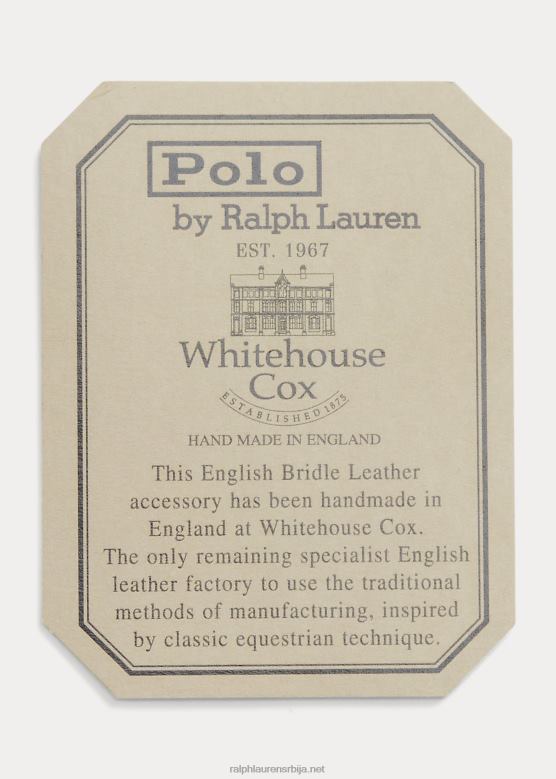 Polo
by Ralph Lauren
EST. 1967
Whitehouse
Cox
ESTABLISHED 1875
HAND MADE IN ENGLAND
This English Bridle Leather
accessory has been handmade in
England at Whitehouse Cox.
The only remaining specialist English
leather factory to use the traditional
methods of manufacturing, inspired
by classic equestrian technique.
ralphlaurensrbija.net